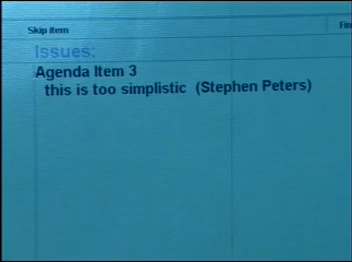 Skip item
Issues:
Agenda Item 3
this is too simplistic (Stephen Peters)